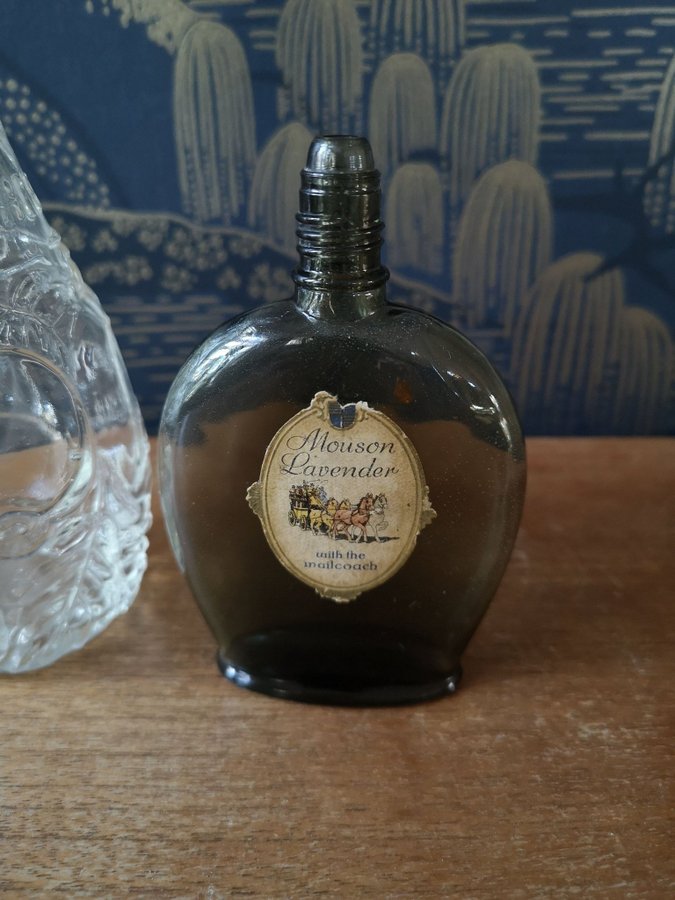 Mouson
Lavender
with the
mailcoach